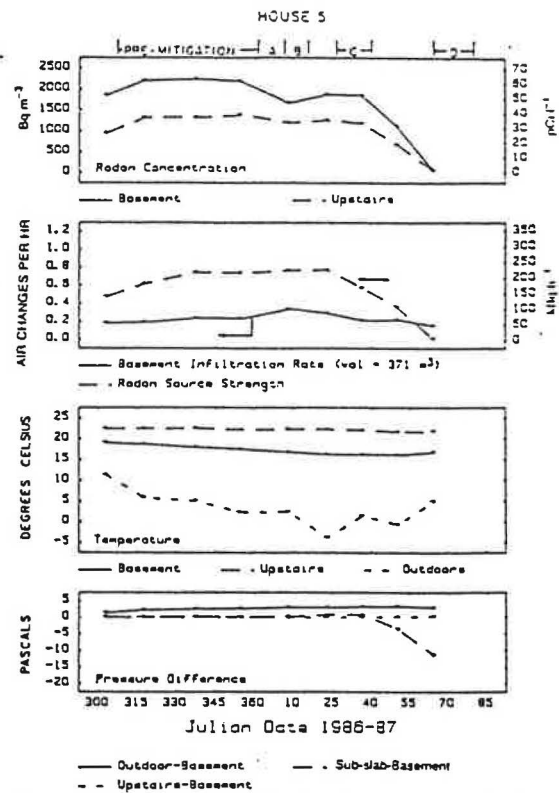 HOUSE 5
PRE-MITIGATION A B C D
2500
2000
1500
1000
500
0
Bq m⁻³
70
60
50
40
30
20
10
0
pCi l⁻¹
Radon Concentration
Basement Upstairs
1.2
1.0
0.8
0.6
0.4
0.2
0.0
AIR CHANGES PER HR
350
300
250
200
150
100
50
0
Basement Infiltration Rate (vol = 371 m³)
Radon Source Strength
25
20
15
10
5
0
-5
DEGREES CELSIUS
Temperature
Basement Upstairs Outdoors
5
0
-5
-10
-15
-20
PASCALS
Pressure Difference
300 315 330 345 360 10 25 40 55 70 85
Julian Date 1986-87
Outdoor-Basement Sub-slab-Basement
Upstairs-Basement